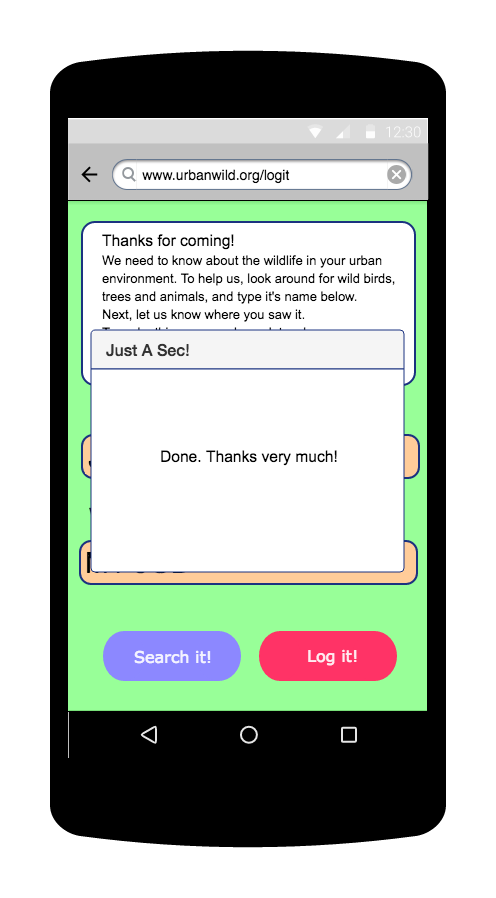 12:30
www.urbanwild.org/logit
Thanks for coming!
We need to know about the wildlife in your urban
environment. To help us, look around for wild birds,
trees and animals, and type it's name below.
Next, let us know where you saw it.
Just A Sec!
Done. Thanks very much!
Search it!
Log it!